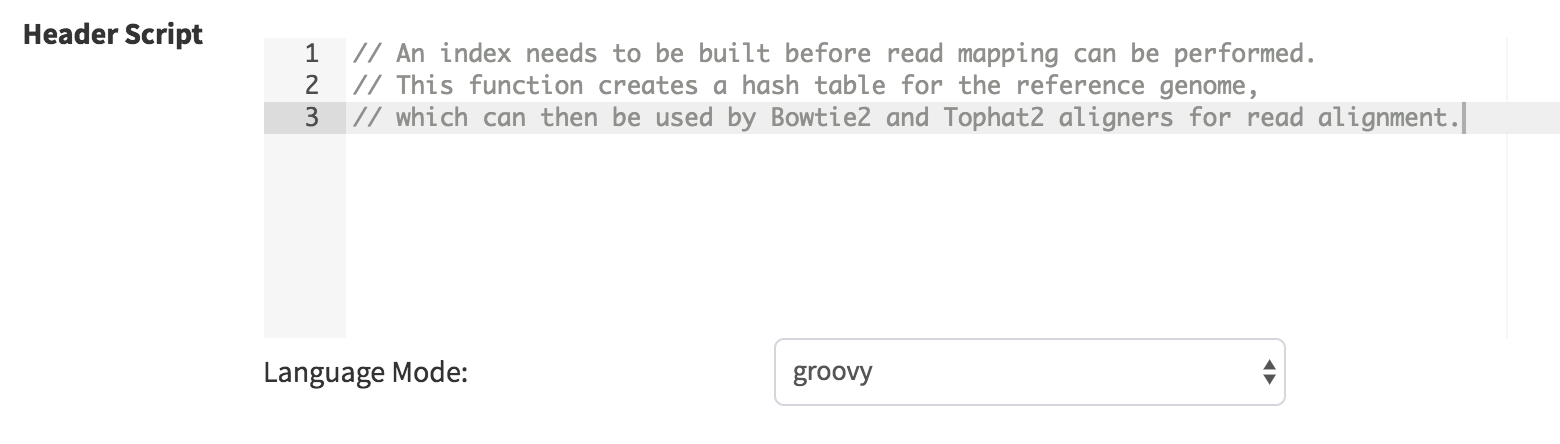 Header Script
1 // An index needs to be built before read mapping can be performed.
2 // This function creates a hash table for the reference genome,
3 // which can then be used by Bowtie2 and Tophat2 aligners for read alignment.
Language Mode: groovy